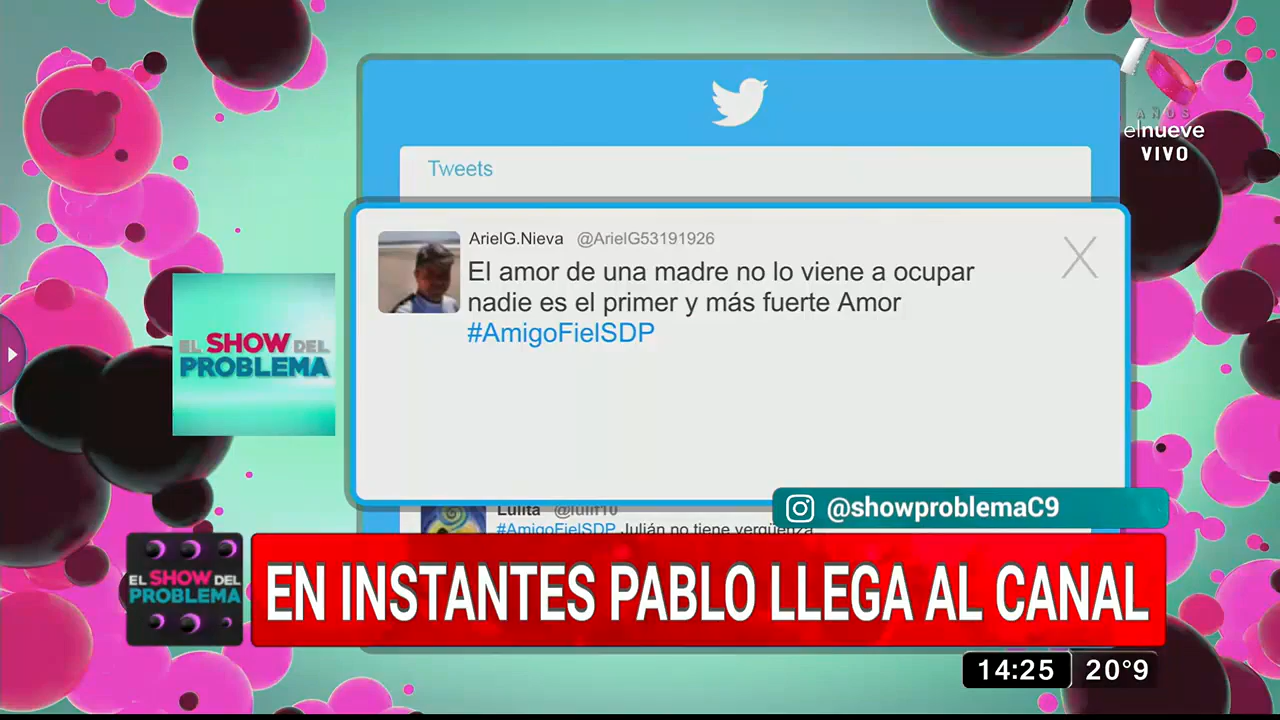 AÑOS
elnueve
VIVO
Tweets
ArielG.Nieva @ArielG53191926
El amor de una madre no lo viene a ocupar
nadie es el primer y más fuerte Amor
#AmigoFielSDP
EL SHOW DEL
PROBLEMA
Lulita @lulif10
#AmigoFielSDP Julián no tiene vergüenza
@showproblemaC9
EL SHOW DEL
PROBLEMA
EN INSTANTES PABLO LLEGA AL CANAL
14:25 20°9